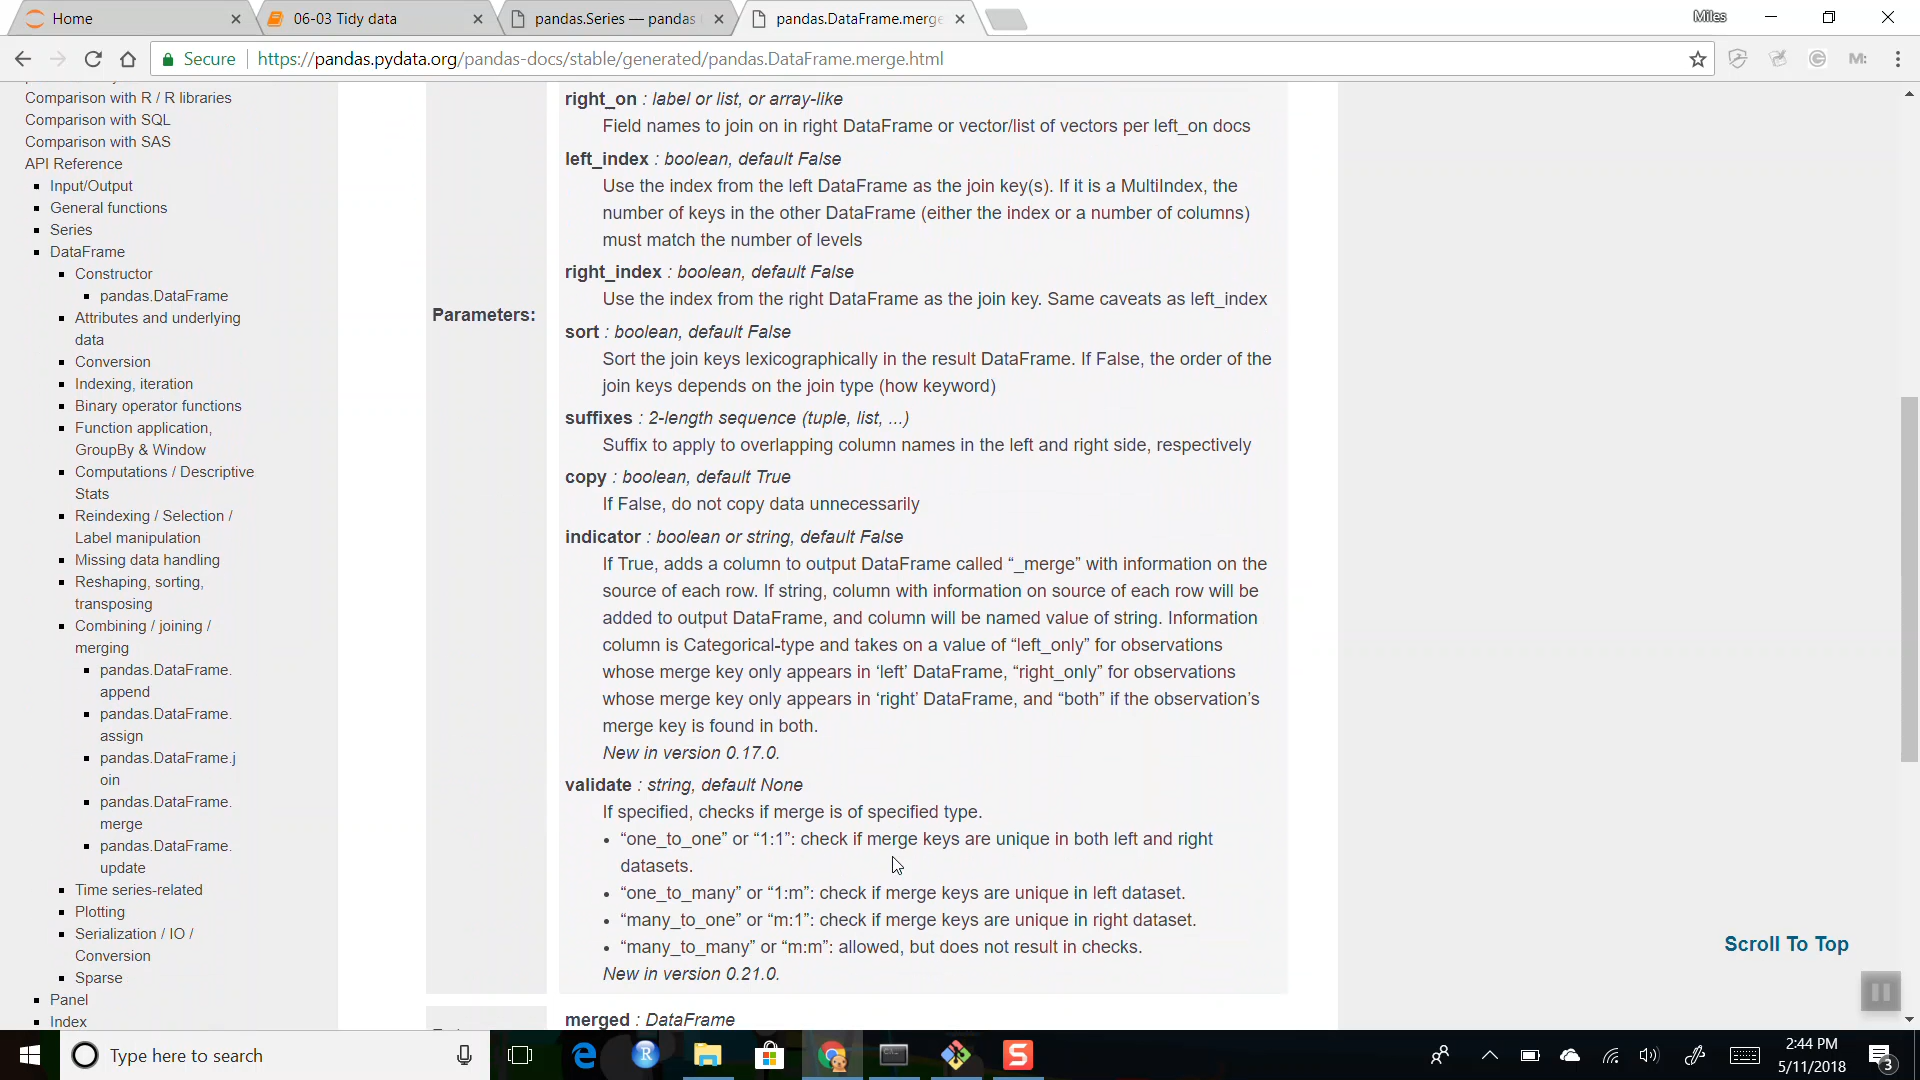 Home
06-03 Tidy data
pandas.Series — pandas
pandas.DataFrame.merge
Miles
Secure
https://pandas.pydata.org/pandas-docs/stable/generated/pandas.DataFrame.merge.html
Comparison with R / R libraries
Comparison with SQL
Comparison with SAS
API Reference
Input/Output
General functions
Series
DataFrame
Constructor
pandas.DataFrame
Attributes and underlying
data
Conversion
Indexing, iteration
Binary operator functions
Function application,
GroupBy & Window
Computations / Descriptive
Stats
Reindexing / Selection /
Label manipulation
Missing data handling
Reshaping, sorting,
transposing
Combining / joining /
merging
pandas.DataFrame.
append
pandas.DataFrame.
assign
pandas.DataFrame.j
oin
pandas.DataFrame.
merge
pandas.DataFrame.
update
Time series-related
Plotting
Serialization / IO /
Conversion
Sparse
Panel
Index
Parameters:
right_on : label or list, or array-like
Field names to join on in right DataFrame or vector/list of vectors per left_on docs
left_index : boolean, default False
Use the index from the left DataFrame as the join key(s). If it is a MultiIndex, the
number of keys in the other DataFrame (either the index or a number of columns)
must match the number of levels
right_index : boolean, default False
Use the index from the right DataFrame as the join key. Same caveats as left_index
sort : boolean, default False
Sort the join keys lexicographically in the result DataFrame. If False, the order of the
join keys depends on the join type (how keyword)
suffixes : 2-length sequence (tuple, list, ...)
Suffix to apply to overlapping column names in the left and right side, respectively
copy : boolean, default True
If False, do not copy data unnecessarily
indicator : boolean or string, default False
If True, adds a column to output DataFrame called “_merge” with information on the
source of each row. If string, column with information on source of each row will be
added to output DataFrame, and column will be named value of string. Information
column is Categorical-type and takes on a value of “left_only” for observations
whose merge key only appears in ‘left’ DataFrame, “right_only” for observations
whose merge key only appears in ‘right’ DataFrame, and “both” if the observation’s
merge key is found in both.
New in version 0.17.0.
validate : string, default None
If specified, checks if merge is of specified type.
• “one_to_one” or “1:1”: check if merge keys are unique in both left and right
datasets.
• “one_to_many” or “1:m”: check if merge keys are unique in left dataset.
• “many_to_one” or “m:1”: check if merge keys are unique in right dataset.
• “many_to_many” or “m:m”: allowed, but does not result in checks.
New in version 0.21.0.
merged : DataFrame
Scroll To Top
Type here to search
2:44 PM
5/11/2018
3